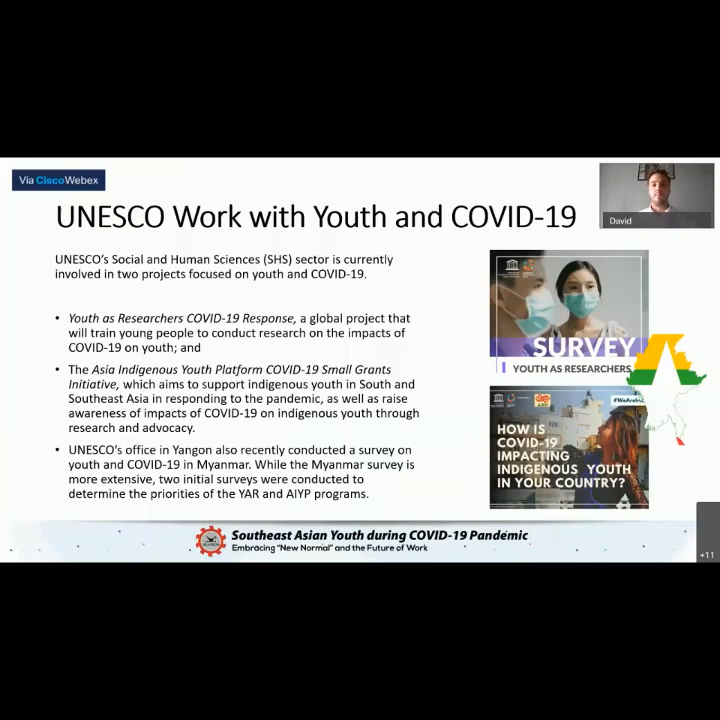 Via CiscoWebex
UNESCO Work with Youth and COVID-19
David
UNESCO's Social and Human Sciences (SHS) sector is currently
involved in two projects focused on youth and COVID-19.
• Youth as Researchers COVID-19 Response, a global project that
will train young people to conduct research on the impacts of
COVID-19 on youth; and
• The Asia Indigenous Youth Platform COVID-19 Small Grants
Initiative, which aims to support indigenous youth in South and
Southeast Asia in responding to the pandemic, as well as raise
awareness of impacts of COVID-19 on indigenous youth through
research and advocacy.
• UNESCO's office in Yangon also recently conducted a survey on
youth and COVID-19 in Myanmar. While the Myanmar survey is
more extensive, two initial surveys were conducted to
determine the priorities of the YAR and AIYP programs.
SURVEY
YOUTH AS RESEARCHERS
HOW IS
COVID-19
IMPACTING
INDIGENOUS YOUTH
IN YOUR COUNTRY?
Southeast Asian Youth during COVID-19 Pandemic
Embracing "New Normal" and the Future of Work
+11